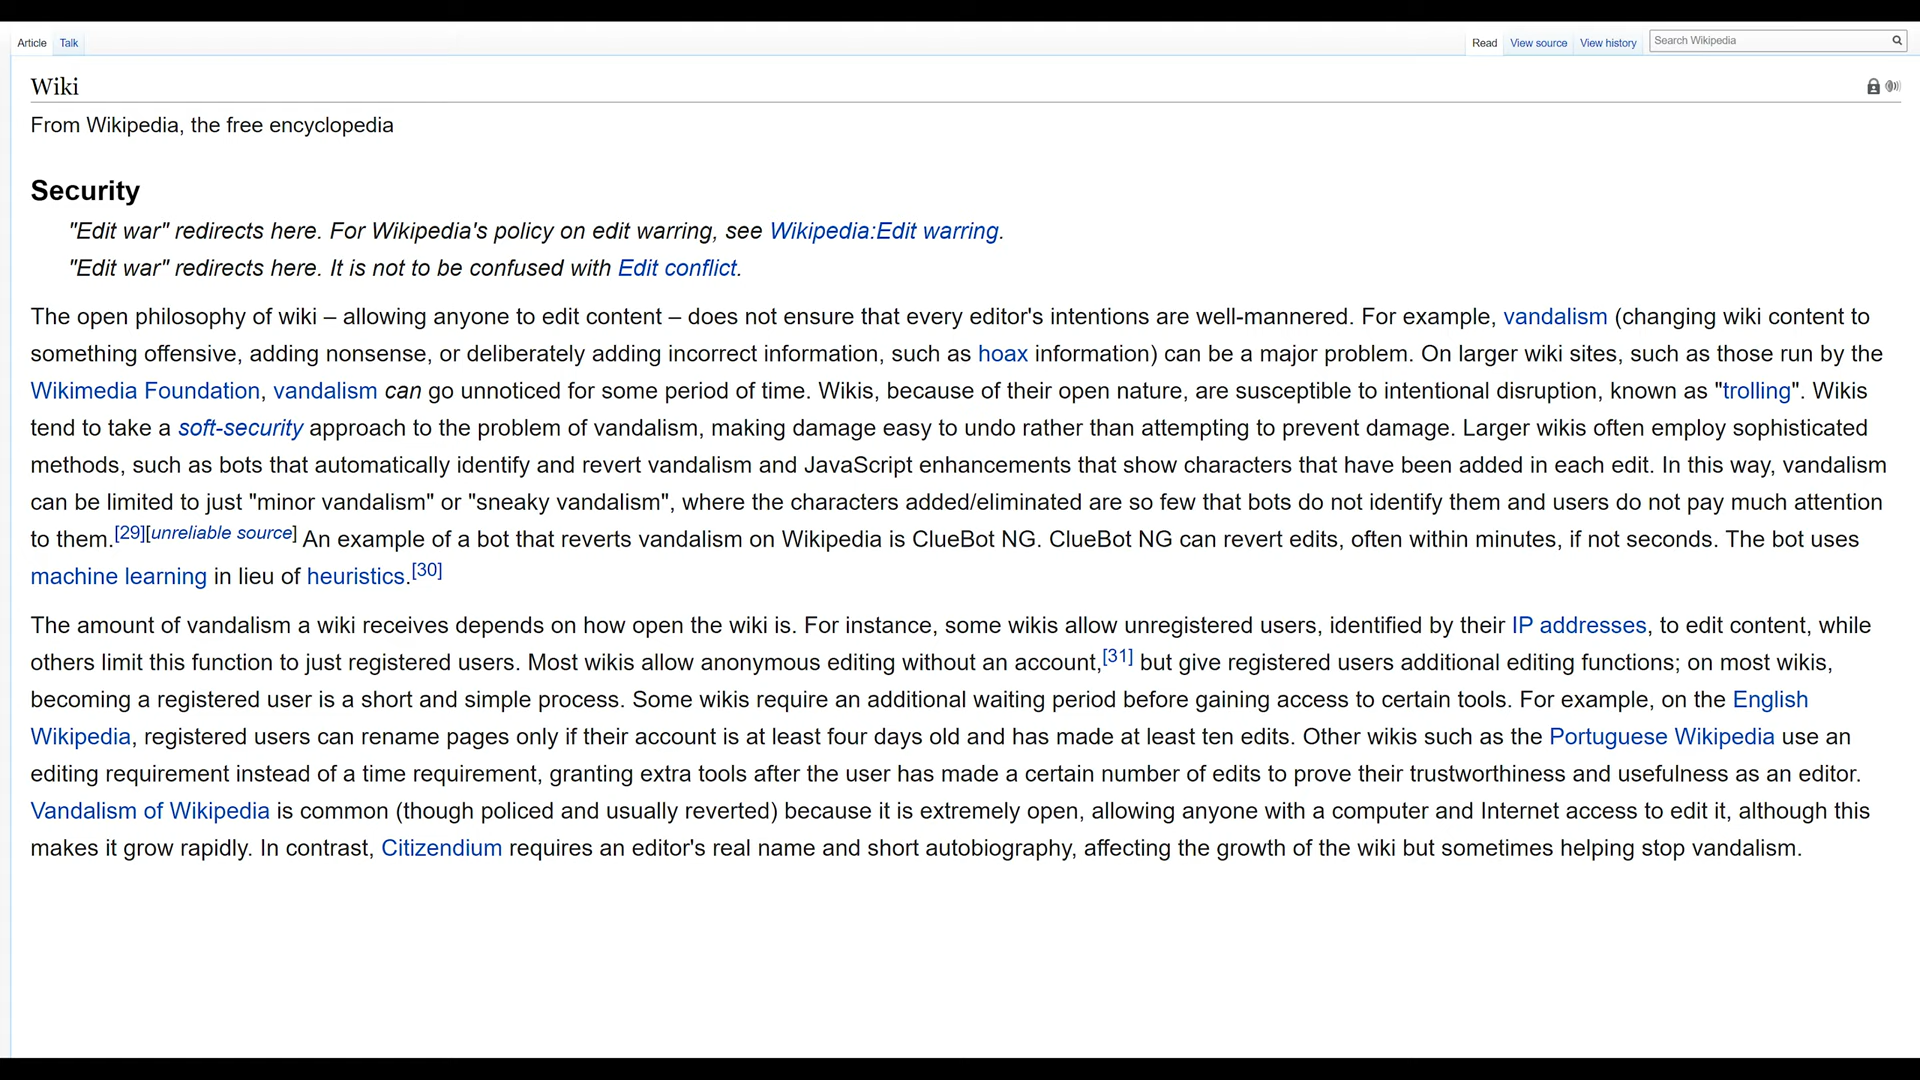 Article Talk Read View source View history Search Wikipedia
Wiki
From Wikipedia, the free encyclopedia
Security
"Edit war" redirects here. For Wikipedia's policy on edit warring, see Wikipedia:Edit warring.
"Edit war" redirects here. It is not to be confused with Edit conflict.
The open philosophy of wiki – allowing anyone to edit content – does not ensure that every editor's intentions are well-mannered. For example, vandalism (changing wiki content to
something offensive, adding nonsense, or deliberately adding incorrect information, such as hoax information) can be a major problem. On larger wiki sites, such as those run by the
Wikimedia Foundation, vandalism can go unnoticed for some period of time. Wikis, because of their open nature, are susceptible to intentional disruption, known as "trolling". Wikis
tend to take a soft-security approach to the problem of vandalism, making damage easy to undo rather than attempting to prevent damage. Larger wikis often employ sophisticated
methods, such as bots that automatically identify and revert vandalism and JavaScript enhancements that show characters that have been added in each edit. In this way, vandalism
can be limited to just "minor vandalism" or "sneaky vandalism", where the characters added/eliminated are so few that bots do not identify them and users do not pay much attention
to them.[29][unreliable source] An example of a bot that reverts vandalism on Wikipedia is ClueBot NG. ClueBot NG can revert edits, often within minutes, if not seconds. The bot uses
machine learning in lieu of heuristics.[30]
The amount of vandalism a wiki receives depends on how open the wiki is. For instance, some wikis allow unregistered users, identified by their IP addresses, to edit content, while
others limit this function to just registered users. Most wikis allow anonymous editing without an account,[31] but give registered users additional editing functions; on most wikis,
becoming a registered user is a short and simple process. Some wikis require an additional waiting period before gaining access to certain tools. For example, on the English
Wikipedia, registered users can rename pages only if their account is at least four days old and has made at least ten edits. Other wikis such as the Portuguese Wikipedia use an
editing requirement instead of a time requirement, granting extra tools after the user has made a certain number of edits to prove their trustworthiness and usefulness as an editor.
Vandalism of Wikipedia is common (though policed and usually reverted) because it is extremely open, allowing anyone with a computer and Internet access to edit it, although this
makes it grow rapidly. In contrast, Citizendium requires an editor's real name and short autobiography, affecting the growth of the wiki but sometimes helping stop vandalism.